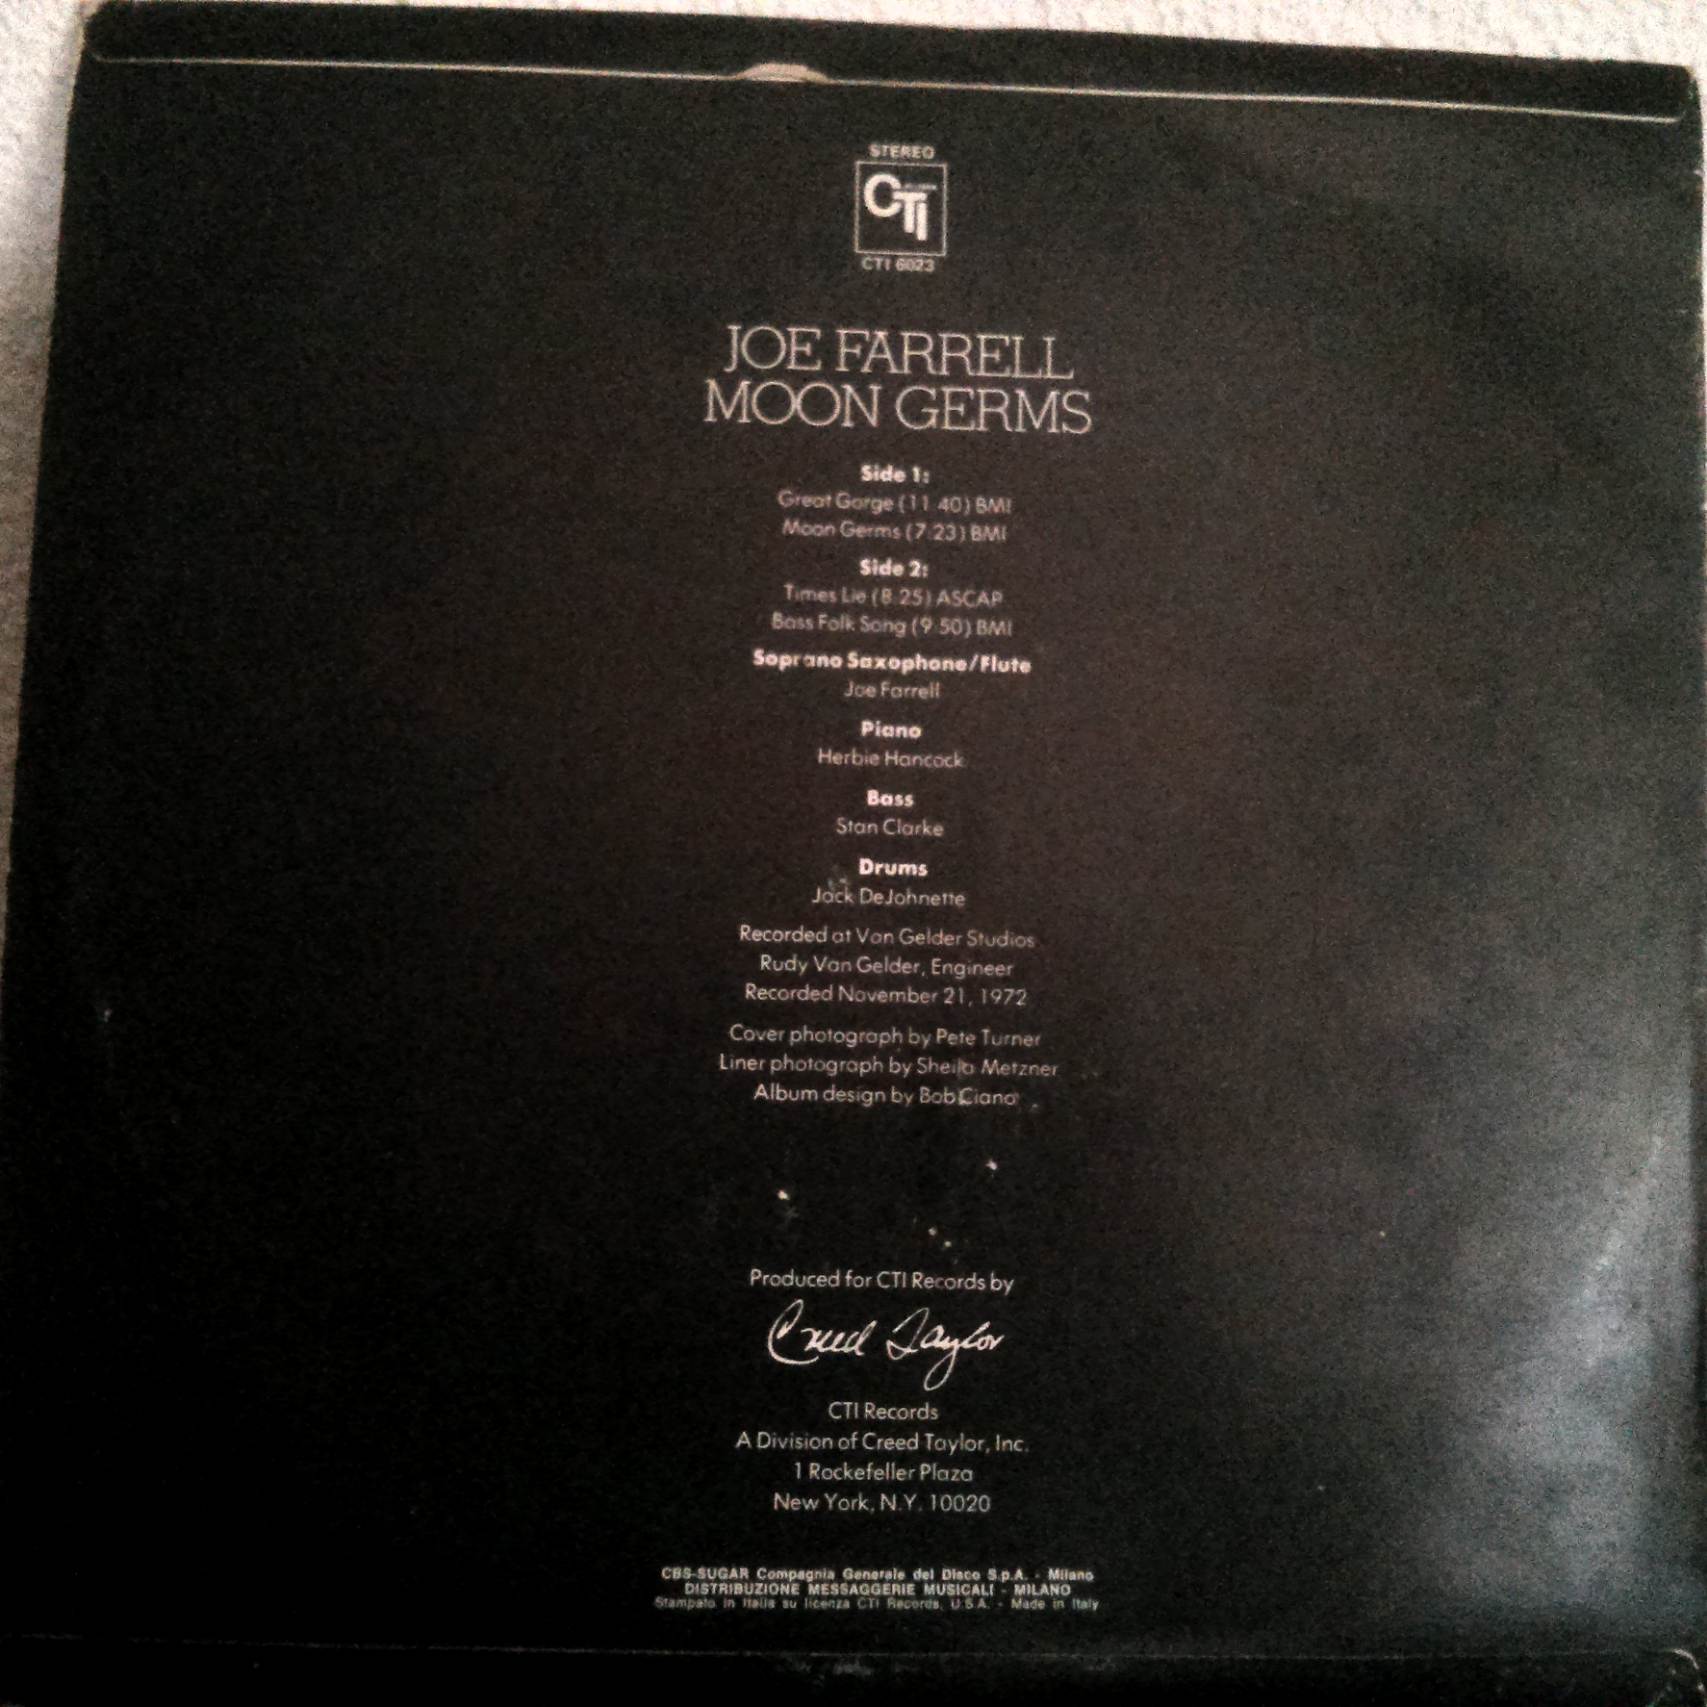 STEREO
CTI
CTI 6023
JOE FARRELL
MOON GERMS
Side 1:
Great Gorge (11:40) BMI
Moon Germs (7:23) BMI
Side 2:
Times Lie (8:25) ASCAP
Bass Folk Song (9:50) BMI
Soprano Saxophone/Flute
Joe Farrell
Piano
Herbie Hancock
Bass
Stan Clarke
Drums
Jack DeJohnette
Recorded at Van Gelder Studios
Rudy Van Gelder, Engineer
Recorded November 21, 1972
Cover photograph by Pete Turner
Liner photograph by Sheila Metzner
Album design by Bob Ciano
Produced for CTI Records by
Creed Taylor
CTI Records
A Division of Creed Taylor, Inc.
1 Rockefeller Plaza
New York, N.Y. 10020
CBS-SUGAR Compagnia Generale del Disco S.p.A. - Milano
DISTRIBUZIONE MESSAGGERIE MUSICALI - MILANO
Stampato in Italia su licenza CTI Records, U.S.A. - Made in Italy